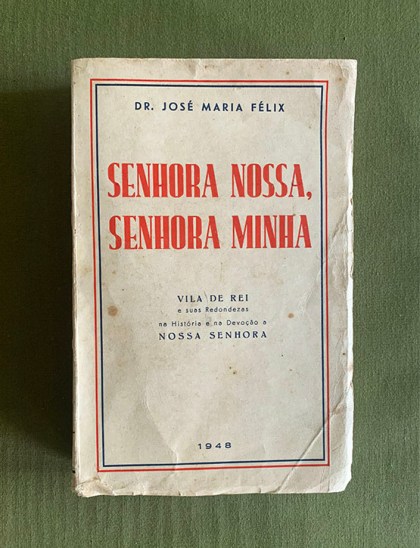 DR. JOSÉ MARIA FÉLIX
SENHORA NOSSA,
SENHORA MINHA
VILA DE REI
e suas Redondezas
na História e na Devoção a
NOSSA SENHORA
1948